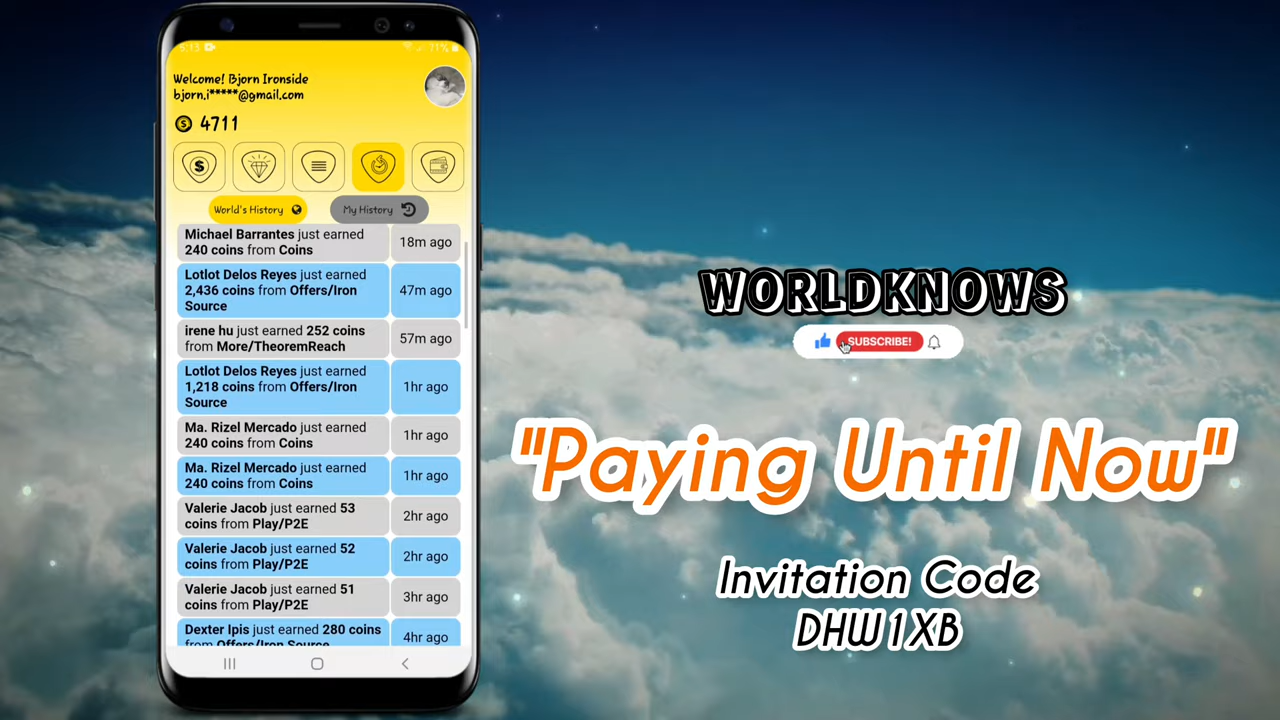 5:13
71%
Welcome! Bjorn Ironside
bjorn.i*****@gmail.com
4711
World's History
My History
Michael Barrantes just earned
240 coins from Coins
18m ago
Lotlot Delos Reyes just earned
2,436 coins from Offers/Iron
Source
47m ago
irene hu just earned 252 coins
from More/TheoremReach
57m ago
Lotlot Delos Reyes just earned
1,218 coins from Offers/Iron
Source
1hr ago
Ma. Rizel Mercado just earned
240 coins from Coins
1hr ago
Ma. Rizel Mercado just earned
240 coins from Coins
1hr ago
Valerie Jacob just earned 53
coins from Play/P2E
2hr ago
Valerie Jacob just earned 52
coins from Play/P2E
2hr ago
Valerie Jacob just earned 51
coins from Play/P2E
3hr ago
Dexter Ipis just earned 280 coins
from Offers/Iron Source
4hr ago
WORLDKNOWS
SUBSCRIBE!
"Paying Until Now"
Invitation Code
DHW1XB